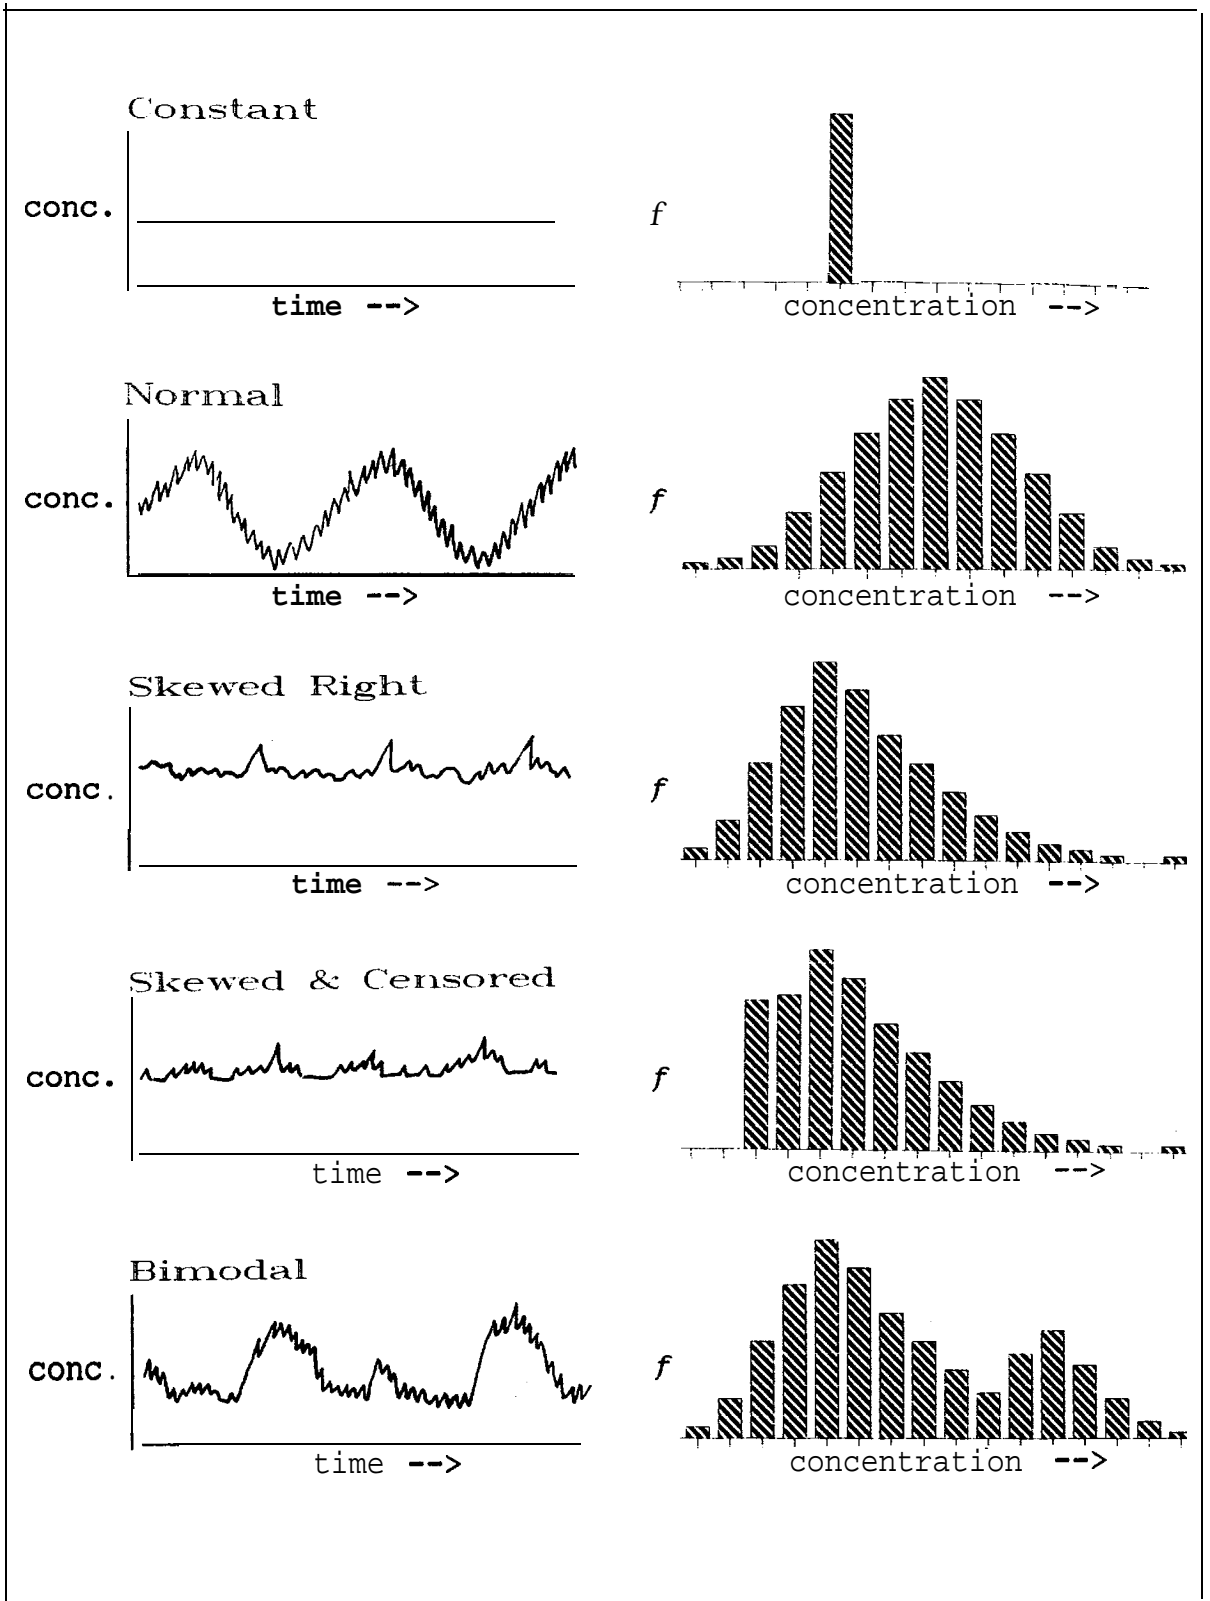 Constant
conc.
time -->
f
concentration -->
Normal
conc.
time -->
f
concentration -->
Skewed Right
conc.
time -->
f
concentration -->
Skewed & Censored
conc.
time -->
f
concentration -->
Bimodal
conc.
time -->
f
concentration -->